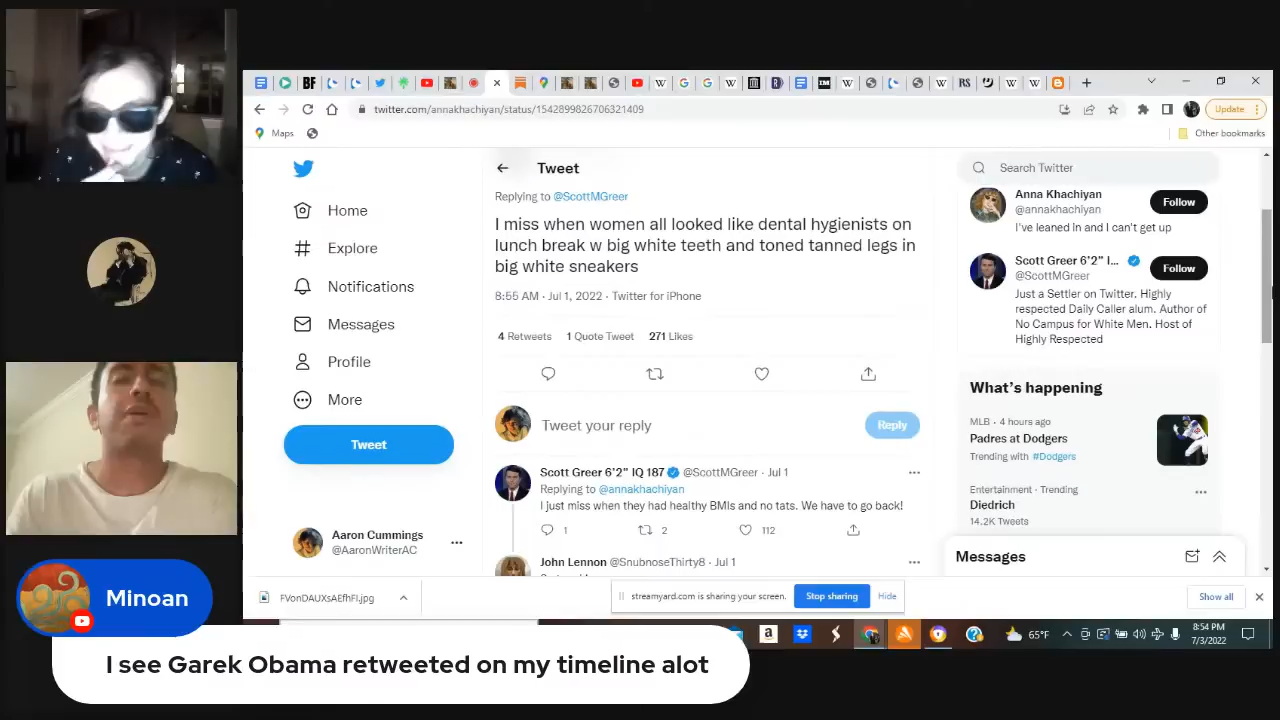 BF
twitter.com/annakhachiyan/status/1542899826706321409
Update
Maps
Other bookmarks
Home
Explore
Notifications
Messages
Profile
More
Tweet
Aaron Cummings
@AaronWriterAC
Tweet
Replying to @ScottMGreer
I miss when women all looked like dental hygienists on
lunch break w big white teeth and toned tanned legs in
big white sneakers
8:55 AM · Jul 1, 2022 · Twitter for iPhone
4 Retweets 1 Quote Tweet 271 Likes
Tweet your reply
Reply
Scott Greer 6'2" IQ 187 @ScottMGreer · Jul 1
Replying to @annakhachiyan
I just miss when they had healthy BMIs and no tats. We have to go back!
1 2 112
John Lennon @SnubnoseThirty8 · Jul 1
Search Twitter
Anna Khachiyan
@annakhachiyan
Follow
I've leaned in and I can't get up
Scott Greer 6'2" I...
@ScottMGreer
Follow
Just a Settler on Twitter. Highly
respected Daily Caller alum. Author of
No Campus for White Men. Host of
Highly Respected
What's happening
MLB · 4 hours ago
Padres at Dodgers
Trending with #Dodgers
Entertainment · Trending
Diedrich
14.2K Tweets
Messages
FVonDAUXsAEfhFI.jpg
streamyard.com is sharing your screen.
Stop sharing
Hide
Show all
65°F
8:54 PM
7/3/2022
Minoan
I see Garek Obama retweeted on my timeline alot